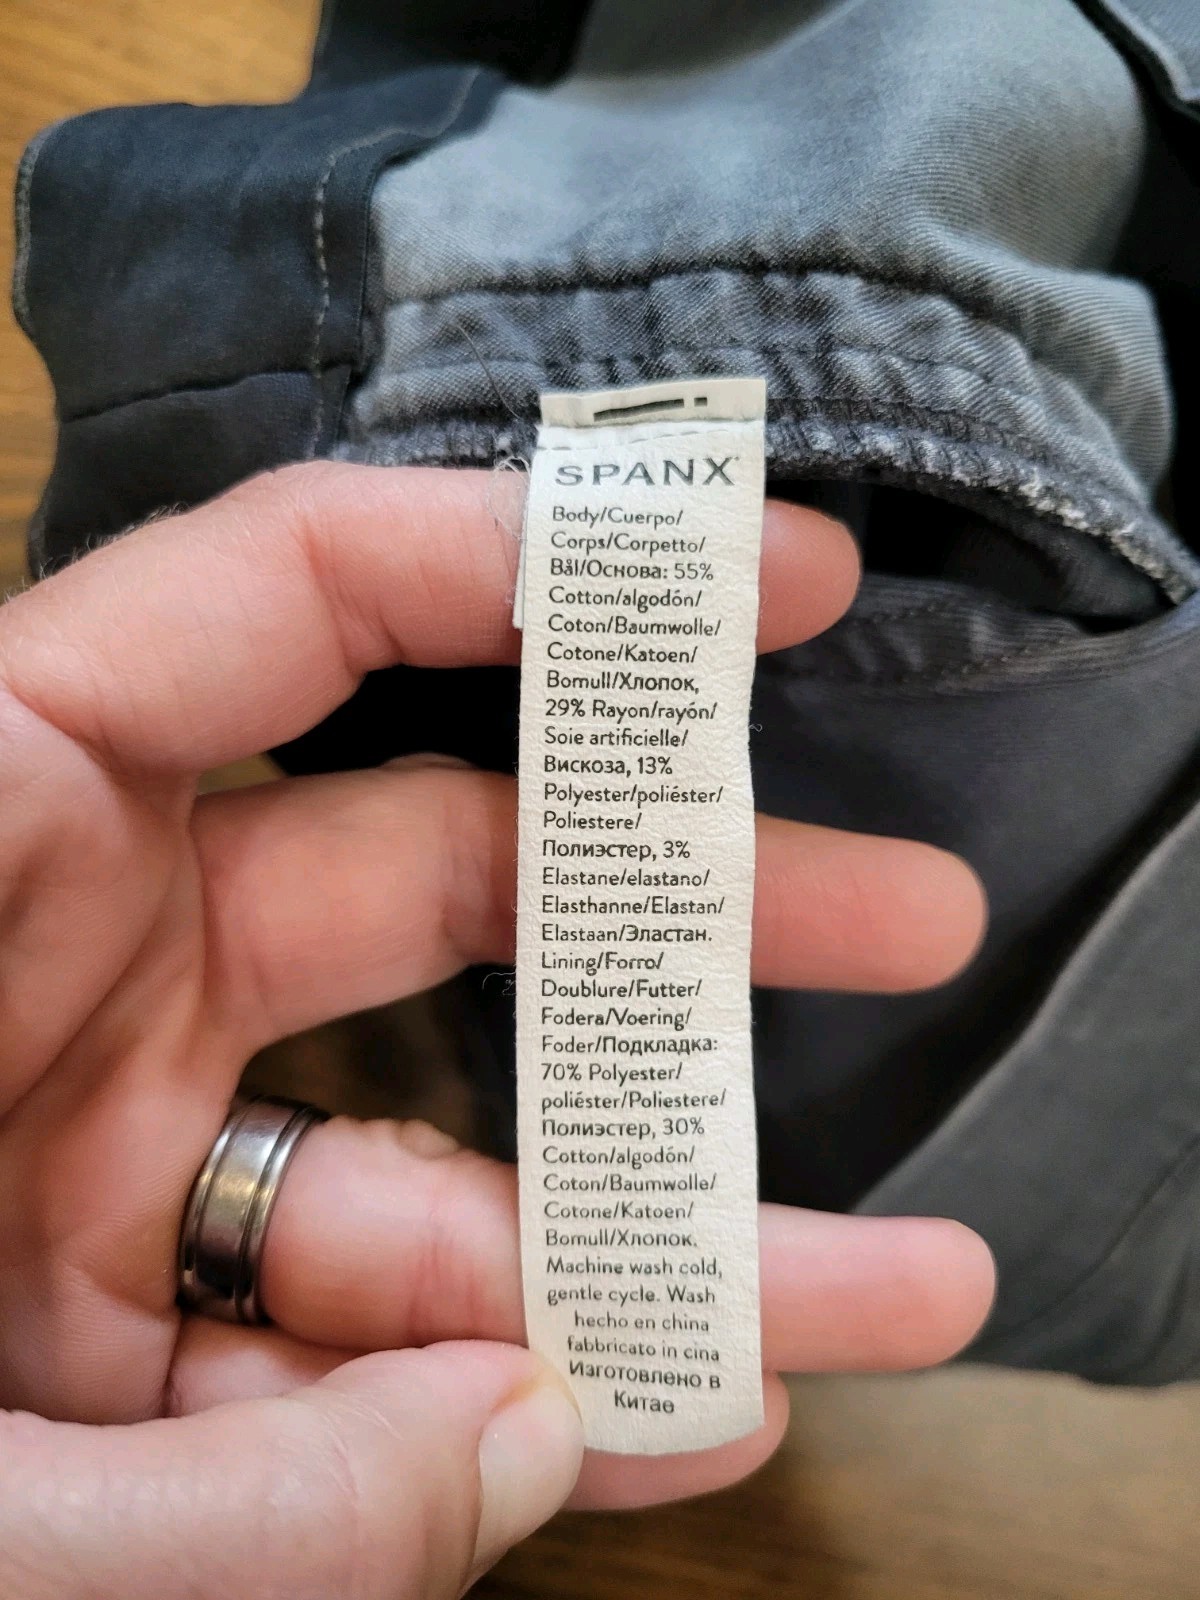 SPANX
Body/Cuerpo/
Corps/Corpetto/
Bål/Основа: 55%
Cotton/algodón/
Coton/Baumwolle/
Cotone/Katoen/
Bomull/Хлопок,
29% Rayon/rayón/
Soie artificielle/
Вискоза, 13%
Polyester/poliéster/
Poliestere/
Полиэстер, 3%
Elastane/elastano/
Elasthanne/Elastan/
Elastaan/Эластан.
Lining/Forro/
Doublure/Futter/
Fodera/Voering/
Foder/Подкладка:
70% Polyester/
poliéster/Poliestere/
Полиэстер, 30%
Cotton/algodón/
Coton/Baumwolle/
Cotone/Katoen/
Bomull/Хлопок.
Machine wash cold,
gentle cycle. Wash
hecho en china
fabbricato in cina
Изготовлено в
Китае